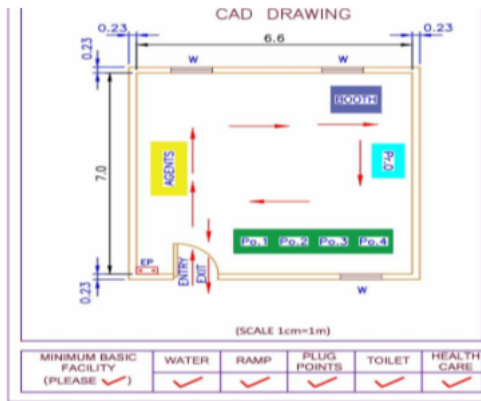 CAD DRAWING
0.23 6.6 0.23
0.23
W W
BOOTH
7.0
AGENTS
Pr.O
Po.1 Po.2 Po.3 Po.4
EP
ENTRY
EXIT
0.23
W
(SCALE 1cm=1m)
MINIMUM BASIC FACILITY (PLEASE ✓) WATER RAMP PLUG POINTS TOILET HEALTH CARE
✓ ✓ ✓ ✓ ✓